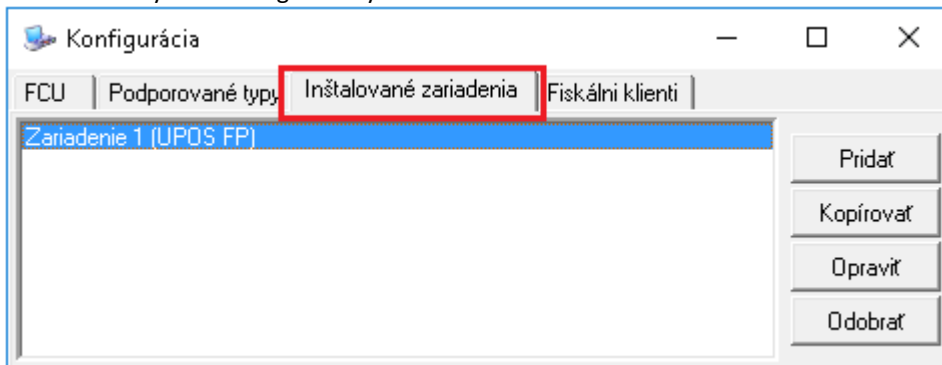 Konfigurácia
FCU Podporované typy Inštalované zariadenia Fiskálni klienti
Zariadenie 1 (UPOS FP)
Pridať
Kopírovať
Opraviť
Odobrať